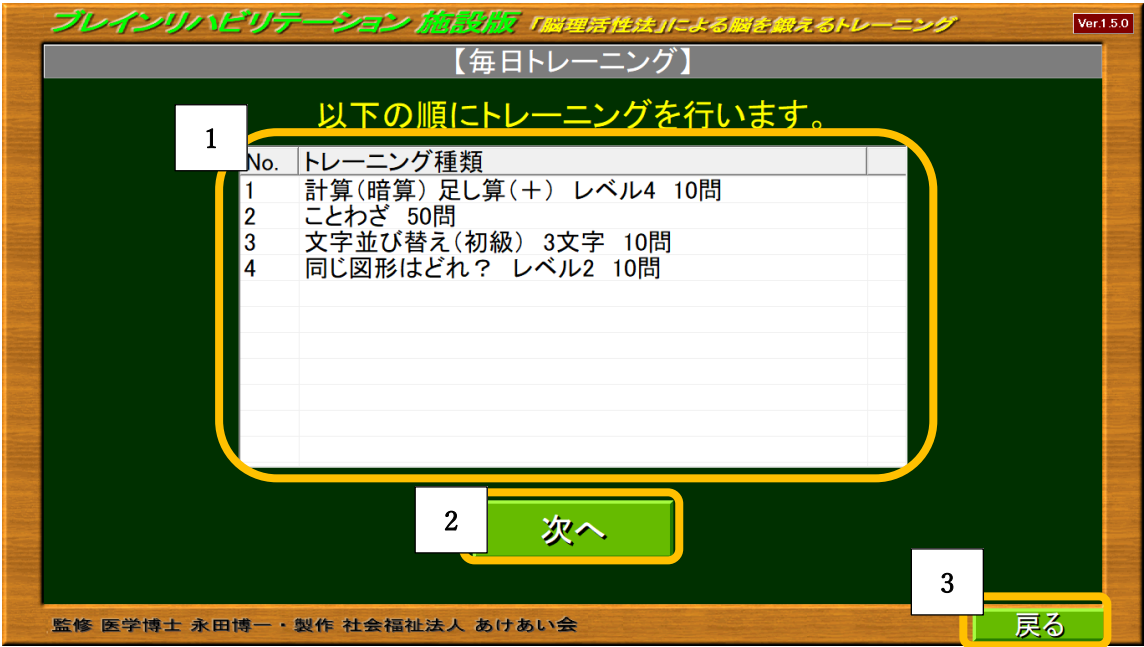 ブレインリハビリテーション 施設版 「脳理活性法」による脳を鍛えるトレーニング Ver.1.5.0
【毎日トレーニング】
以下の順にトレーニングを行います。
1
No. トレーニング種類
1 計算(暗算) 足し算(+) レベル4 10問
2 ことわざ 50問
3 文字並び替え(初級) 3文字 10問
4 同じ図形はどれ? レベル2 10問
2
次へ
3
戻る
監修 医学博士 永田博一・製作 社会福祉法人 あけあい会